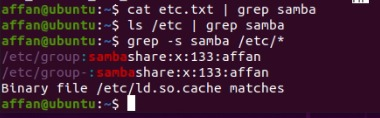 affan@ubuntu:~$ cat etc.txt | grep samba
affan@ubuntu:~$ ls /etc | grep samba
affan@ubuntu:~$ grep -s samba /etc/*
/etc/group:sambashare:x:133:affan
/etc/group-:sambashare:x:133:affan
Binary file /etc/ld.so.cache matches
affan@ubuntu:~$